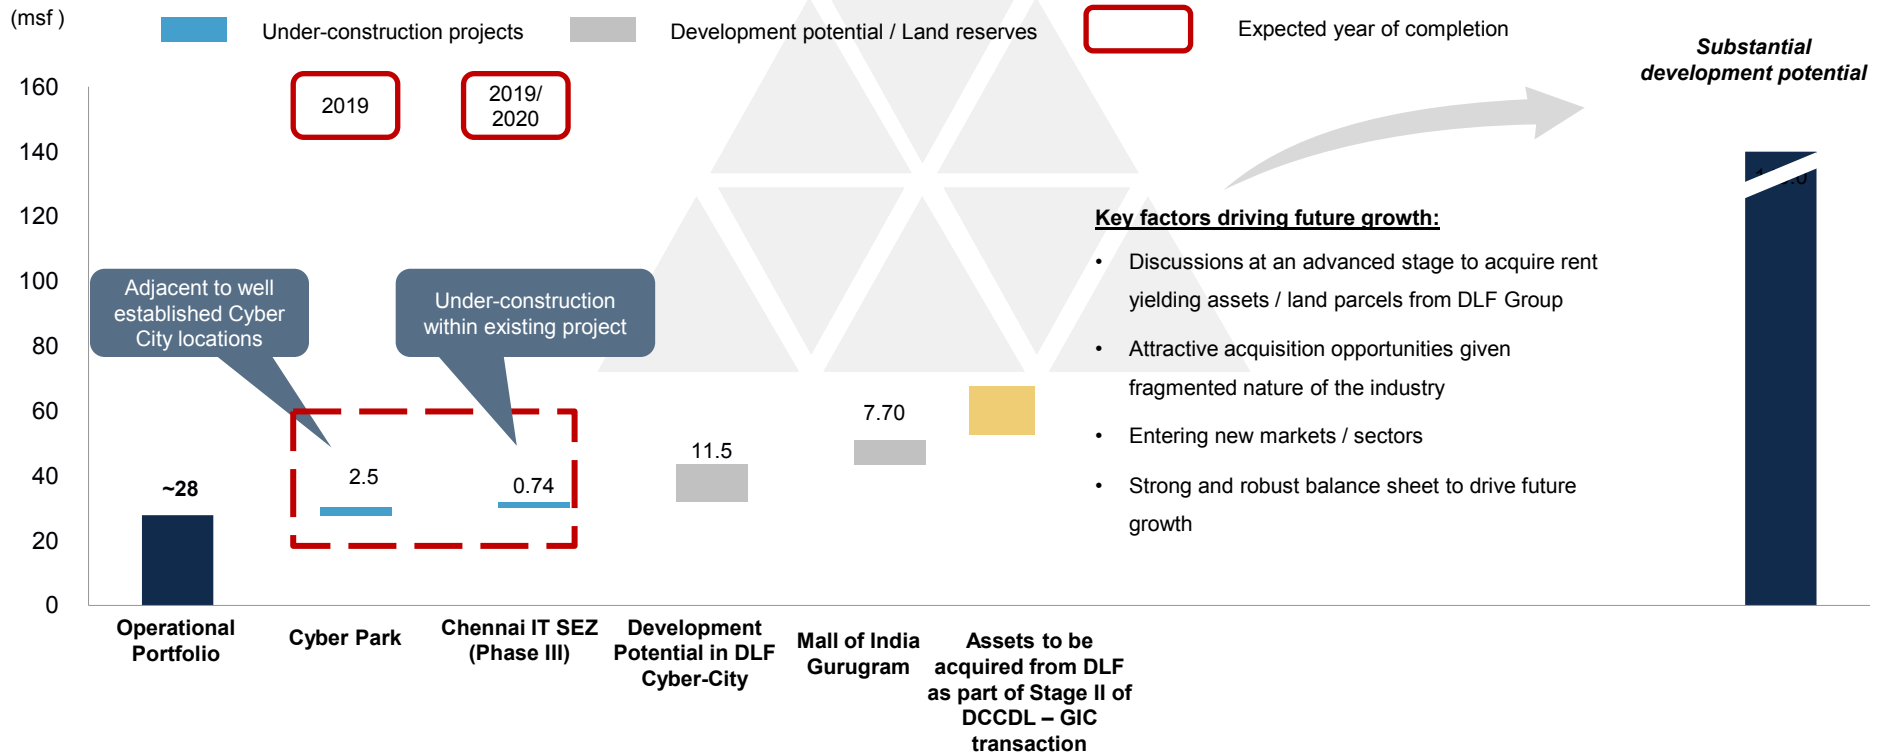 (msf )
Under-construction projects
Development potential / Land reserves
Expected year of completion
Substantial
development potential
160
140
120
100
80
60
40
20
0
2019
2019/
2020
Adjacent to well
established Cyber
City locations
Under-construction
within existing project
~28
2.5
0.74
11.5
7.70
Key factors driving future growth:
• Discussions at an advanced stage to acquire rent
yielding assets / land parcels from DLF Group
• Attractive acquisition opportunities given
fragmented nature of the industry
• Entering new markets / sectors
• Strong and robust balance sheet to drive future
growth
Operational
Portfolio
Cyber Park
Chennai IT SEZ
(Phase III)
Development
Potential in DLF
Cyber-City
Mall of India
Gurugram
Assets to be
acquired from DLF
as part of Stage II of
DCCDL – GIC
transaction